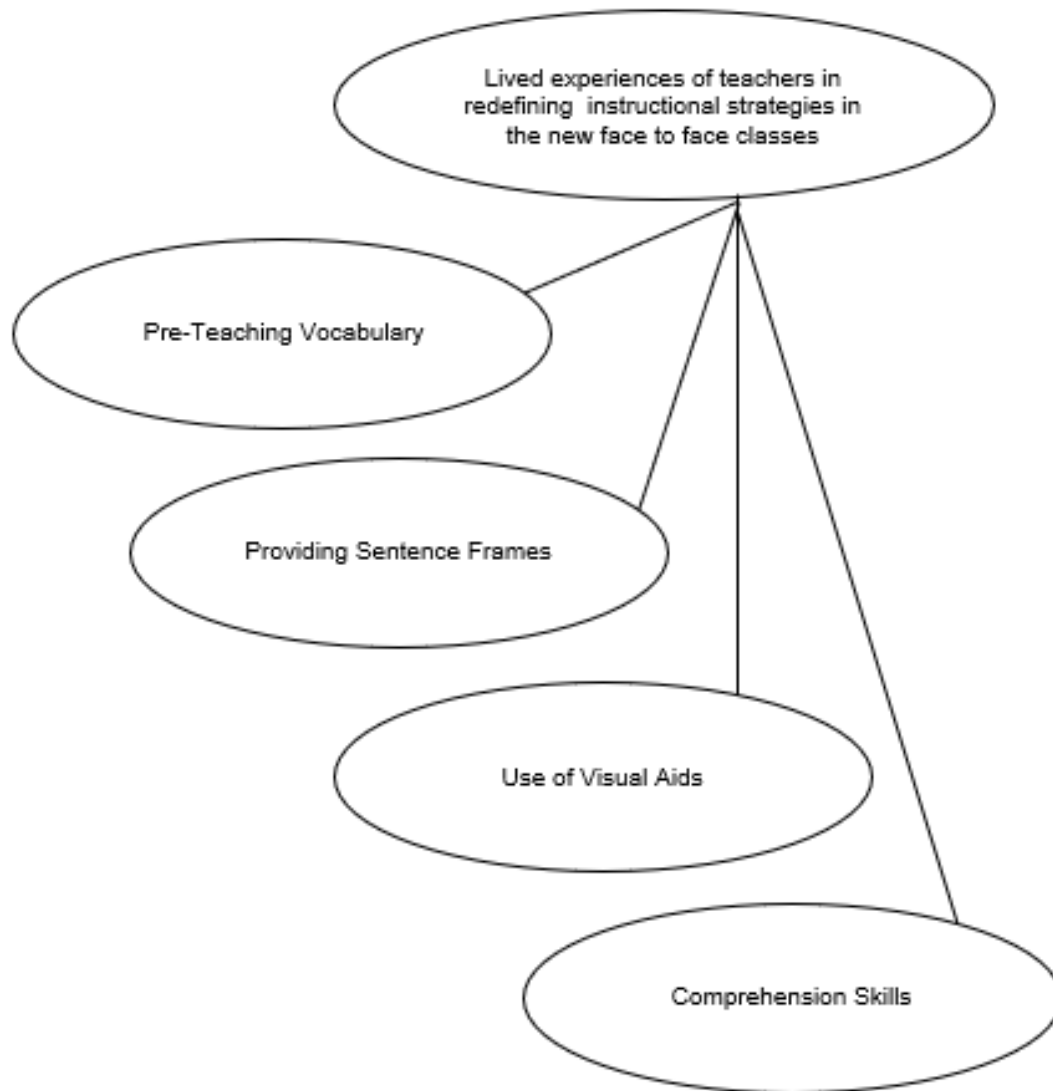 Lived experiences of teachers in
redefining instructional strategies in
the new face to face classes
Pre-Teaching Vocabulary
Providing Sentence Frames
Use of Visual Aids
Comprehension Skills